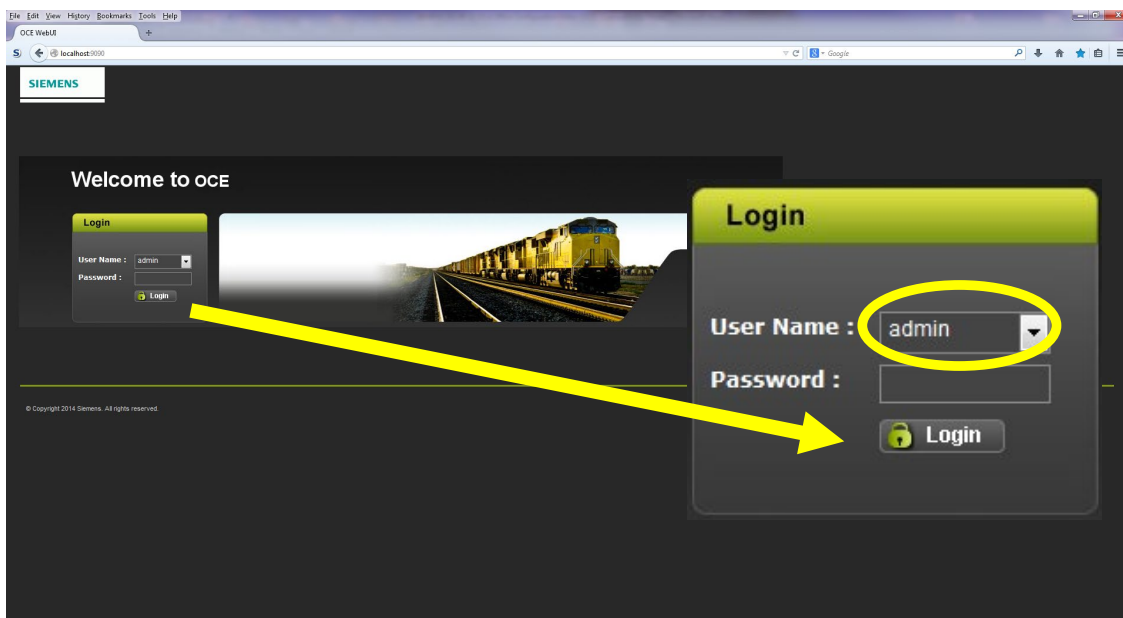 File Edit View History Bookmarks Tools Help
OCE WebUI +
localhost:9090
Google
SIEMENS
Welcome to OCE
Login
User Name : admin
Password :
Login
Login
User Name : admin
Password :
Login
© Copyright 2014 Siemens. All rights reserved.